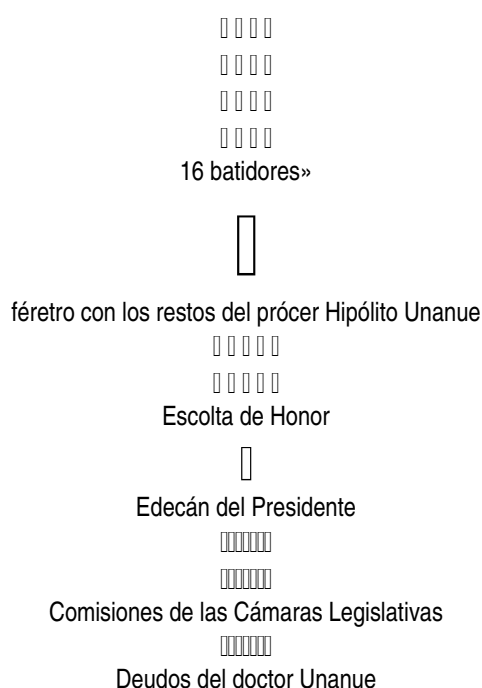 16 batidores»
féretro con los restos del prócer Hipólito Unanue
Escolta de Honor
Edecán del Presidente
Comisiones de las Cámaras Legislativas
Deudos del doctor Unanue